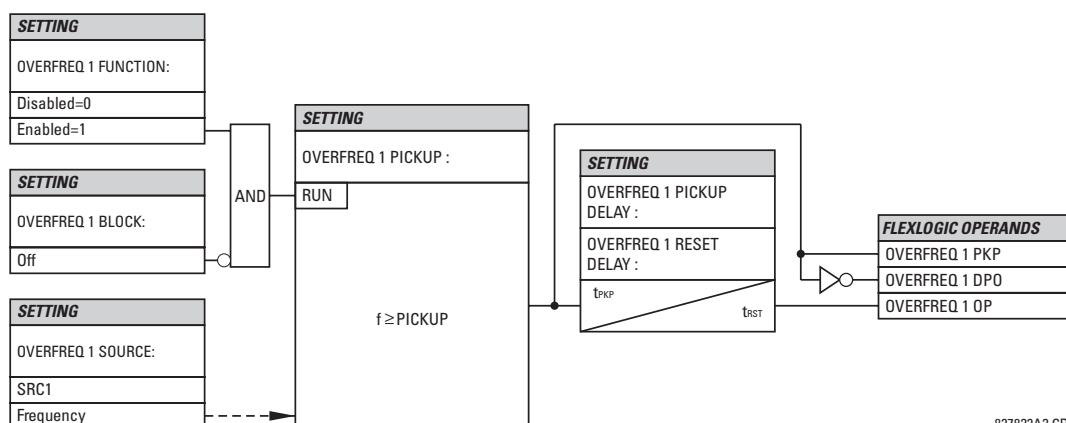 SETTING
OVERFREQ 1 FUNCTION:
Disabled=0
Enabled=1
SETTING
OVERFREQ 1 BLOCK:
Off
SETTING
OVERFREQ 1 SOURCE:
SRC1
Frequency
AND
SETTING
OVERFREQ 1 PICKUP :
RUN
f ≥ PICKUP
SETTING
OVERFREQ 1 PICKUP
DELAY :
OVERFREQ 1 RESET
DELAY :
tPKP
tRST
FLEXLOGIC OPERANDS
OVERFREQ 1 PKP
OVERFREQ 1 DPO
OVERFREQ 1 OP